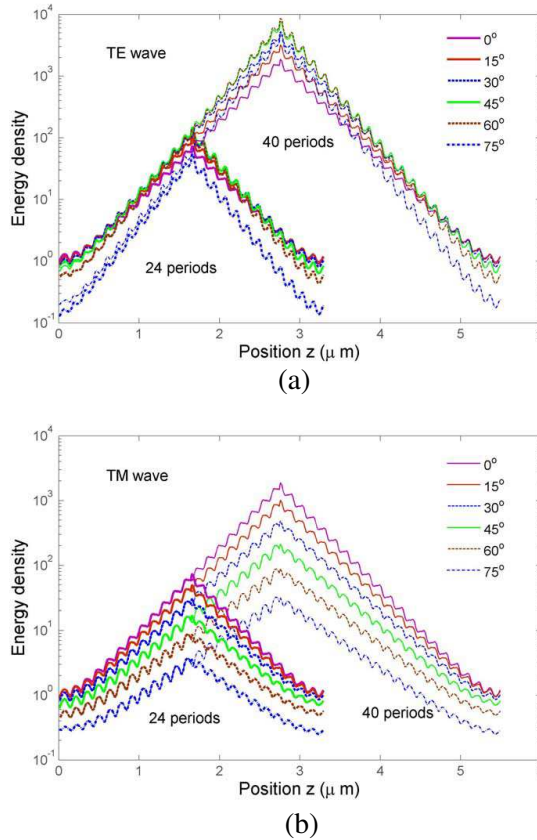 10^4
TE wave
0°
15°
10^3
30°
45°
60°
10^2
75°
Energy density
40 periods
10^1
10^0
24 periods
10^-1
0 1 2 3 4 5
Position z (μ m)
(a)
10^4
TM wave
0°
15°
10^3
30°
45°
60°
10^2
75°
Energy density
10^1
10^0
24 periods
40 periods
10^-1
0 1 2 3 4 5
Position z (μ m)
(b)